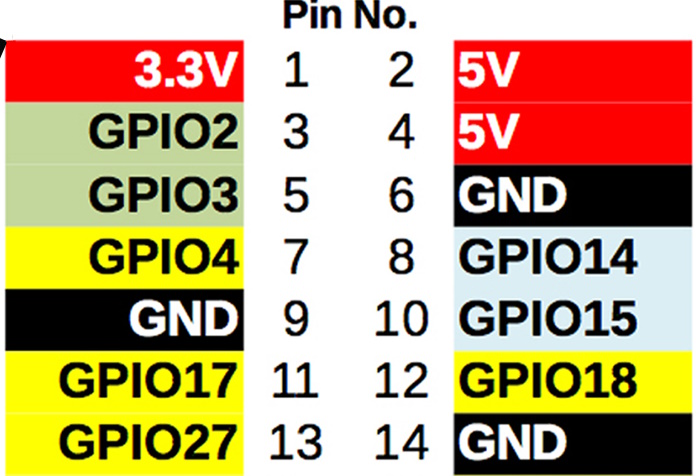 Pin No.
3.3V 1 2 5V
GPIO2 3 4 5V
GPIO3 5 6 GND
GPIO4 7 8 GPIO14
GND 9 10 GPIO15
GPIO17 11 12 GPIO18
GPIO27 13 14 GND